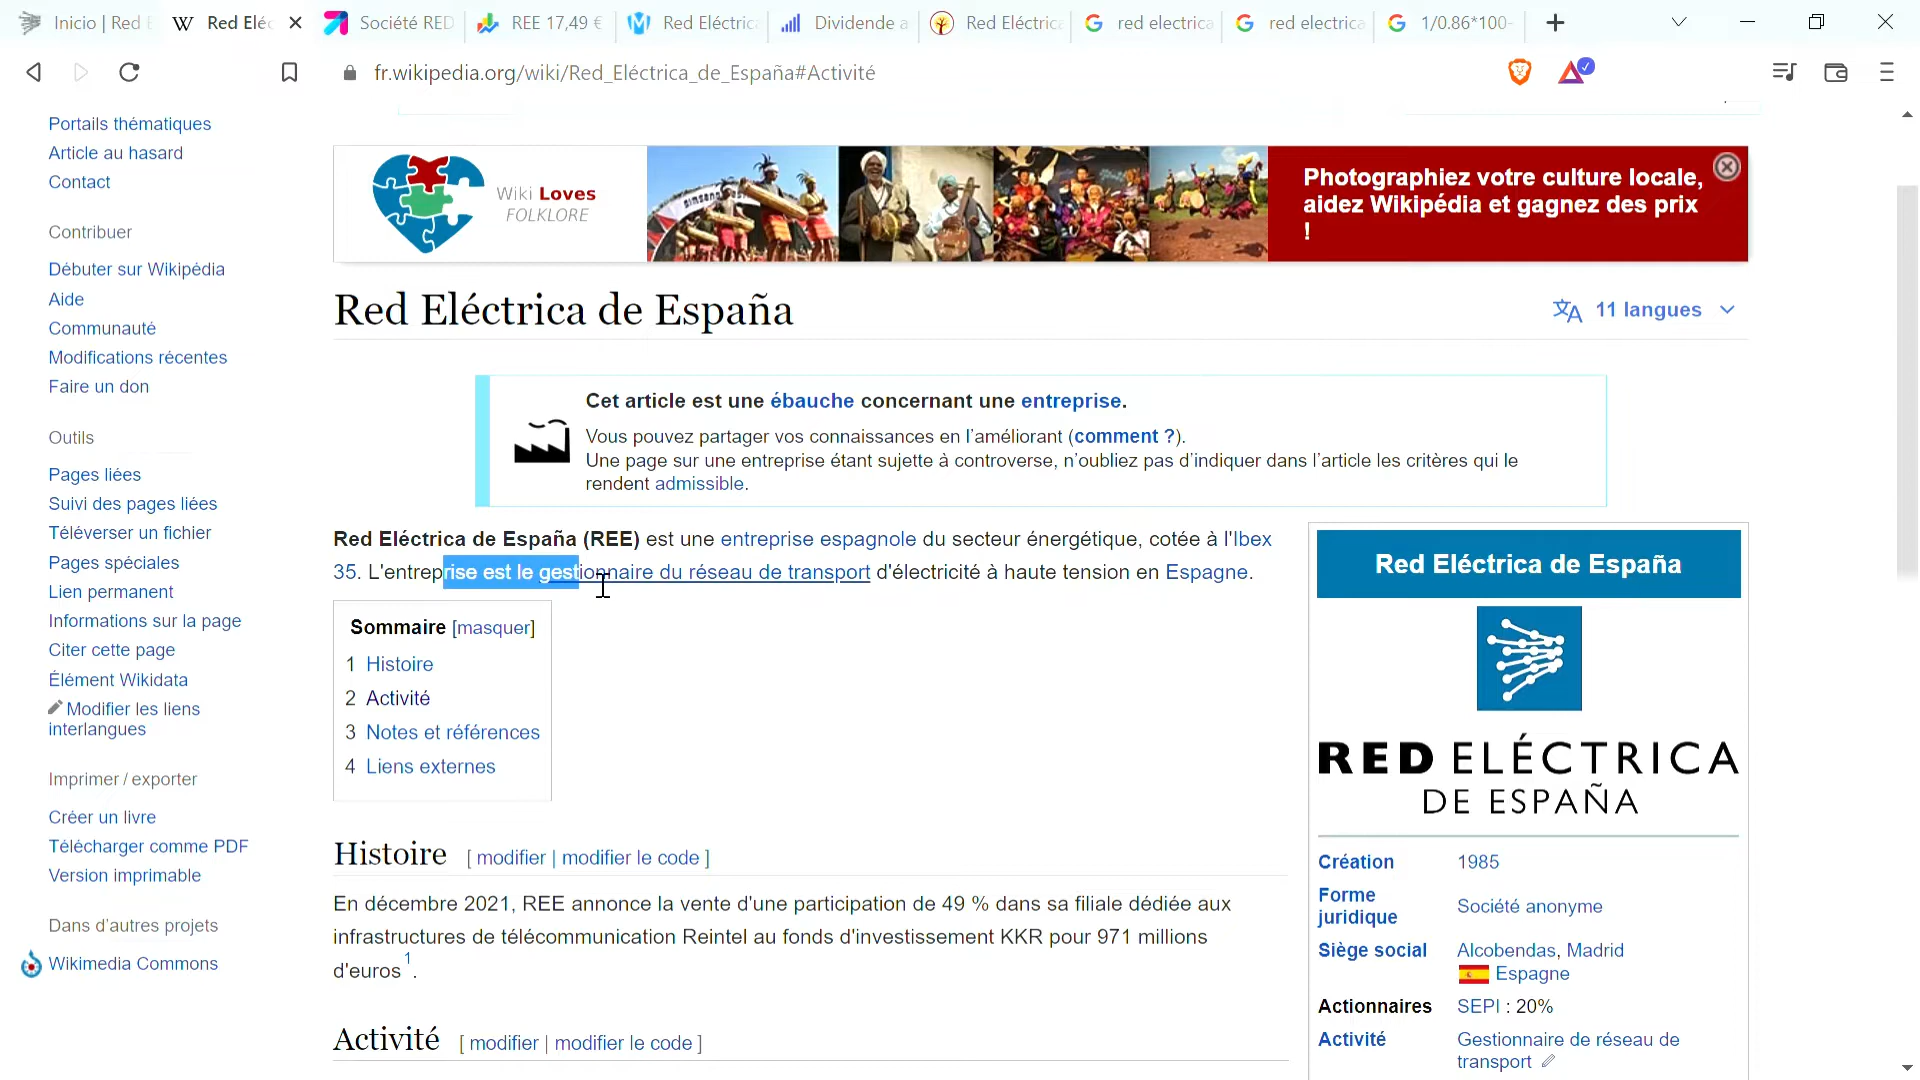 Inicio | Red E
Red Eléc
Société RED
REE 17,49 €
Red Eléctric
Dividende a
Red Eléctrica
red electrica
red electrica
1/0.86*100-
fr.wikipedia.org/wiki/Red_Eléctrica_de_España#Activité
Portails thématiques
Article au hasard
Contact
Contribuer
Débuter sur Wikipédia
Aide
Communauté
Modifications récentes
Faire un don
Outils
Pages liées
Suivi des pages liées
Téléverser un fichier
Pages spéciales
Lien permanent
Informations sur la page
Citer cette page
Élément Wikidata
Modifier les liens
interlangues
Imprimer / exporter
Créer un livre
Télécharger comme PDF
Version imprimable
Dans d'autres projets
Wikimedia Commons
Wiki Loves
FOLKLORE
Photographiez votre culture locale,
aidez Wikipédia et gagnez des prix
!
Red Eléctrica de España
11 langues
Cet article est une ébauche concernant une entreprise.
Vous pouvez partager vos connaissances en l'améliorant (comment ?).
Une page sur une entreprise étant sujette à controverse, n'oubliez pas d'indiquer dans l'article les critères qui le
rendent admissible.
Red Eléctrica de España (REE) est une entreprise espagnole du secteur énergétique, cotée à l'Ibex
35. L'entreprise est le gestionnaire du réseau de transport d'électricité à haute tension en Espagne.
Sommaire [masquer]
1 Histoire
2 Activité
3 Notes et références
4 Liens externes
Histoire [ modifier | modifier le code ]
En décembre 2021, REE annonce la vente d'une participation de 49 % dans sa filiale dédiée aux
infrastructures de télécommunication Reintel au fonds d'investissement KKR pour 971 millions
d'euros 1.
Activité [ modifier | modifier le code ]
Red Eléctrica de España
RED ELÉCTRICA
DE ESPAÑA
Création 1985
Forme
juridique Société anonyme
Siège social Alcobendas, Madrid
Espagne
Actionnaires SEPI : 20%
Activité Gestionnaire de réseau de
transport